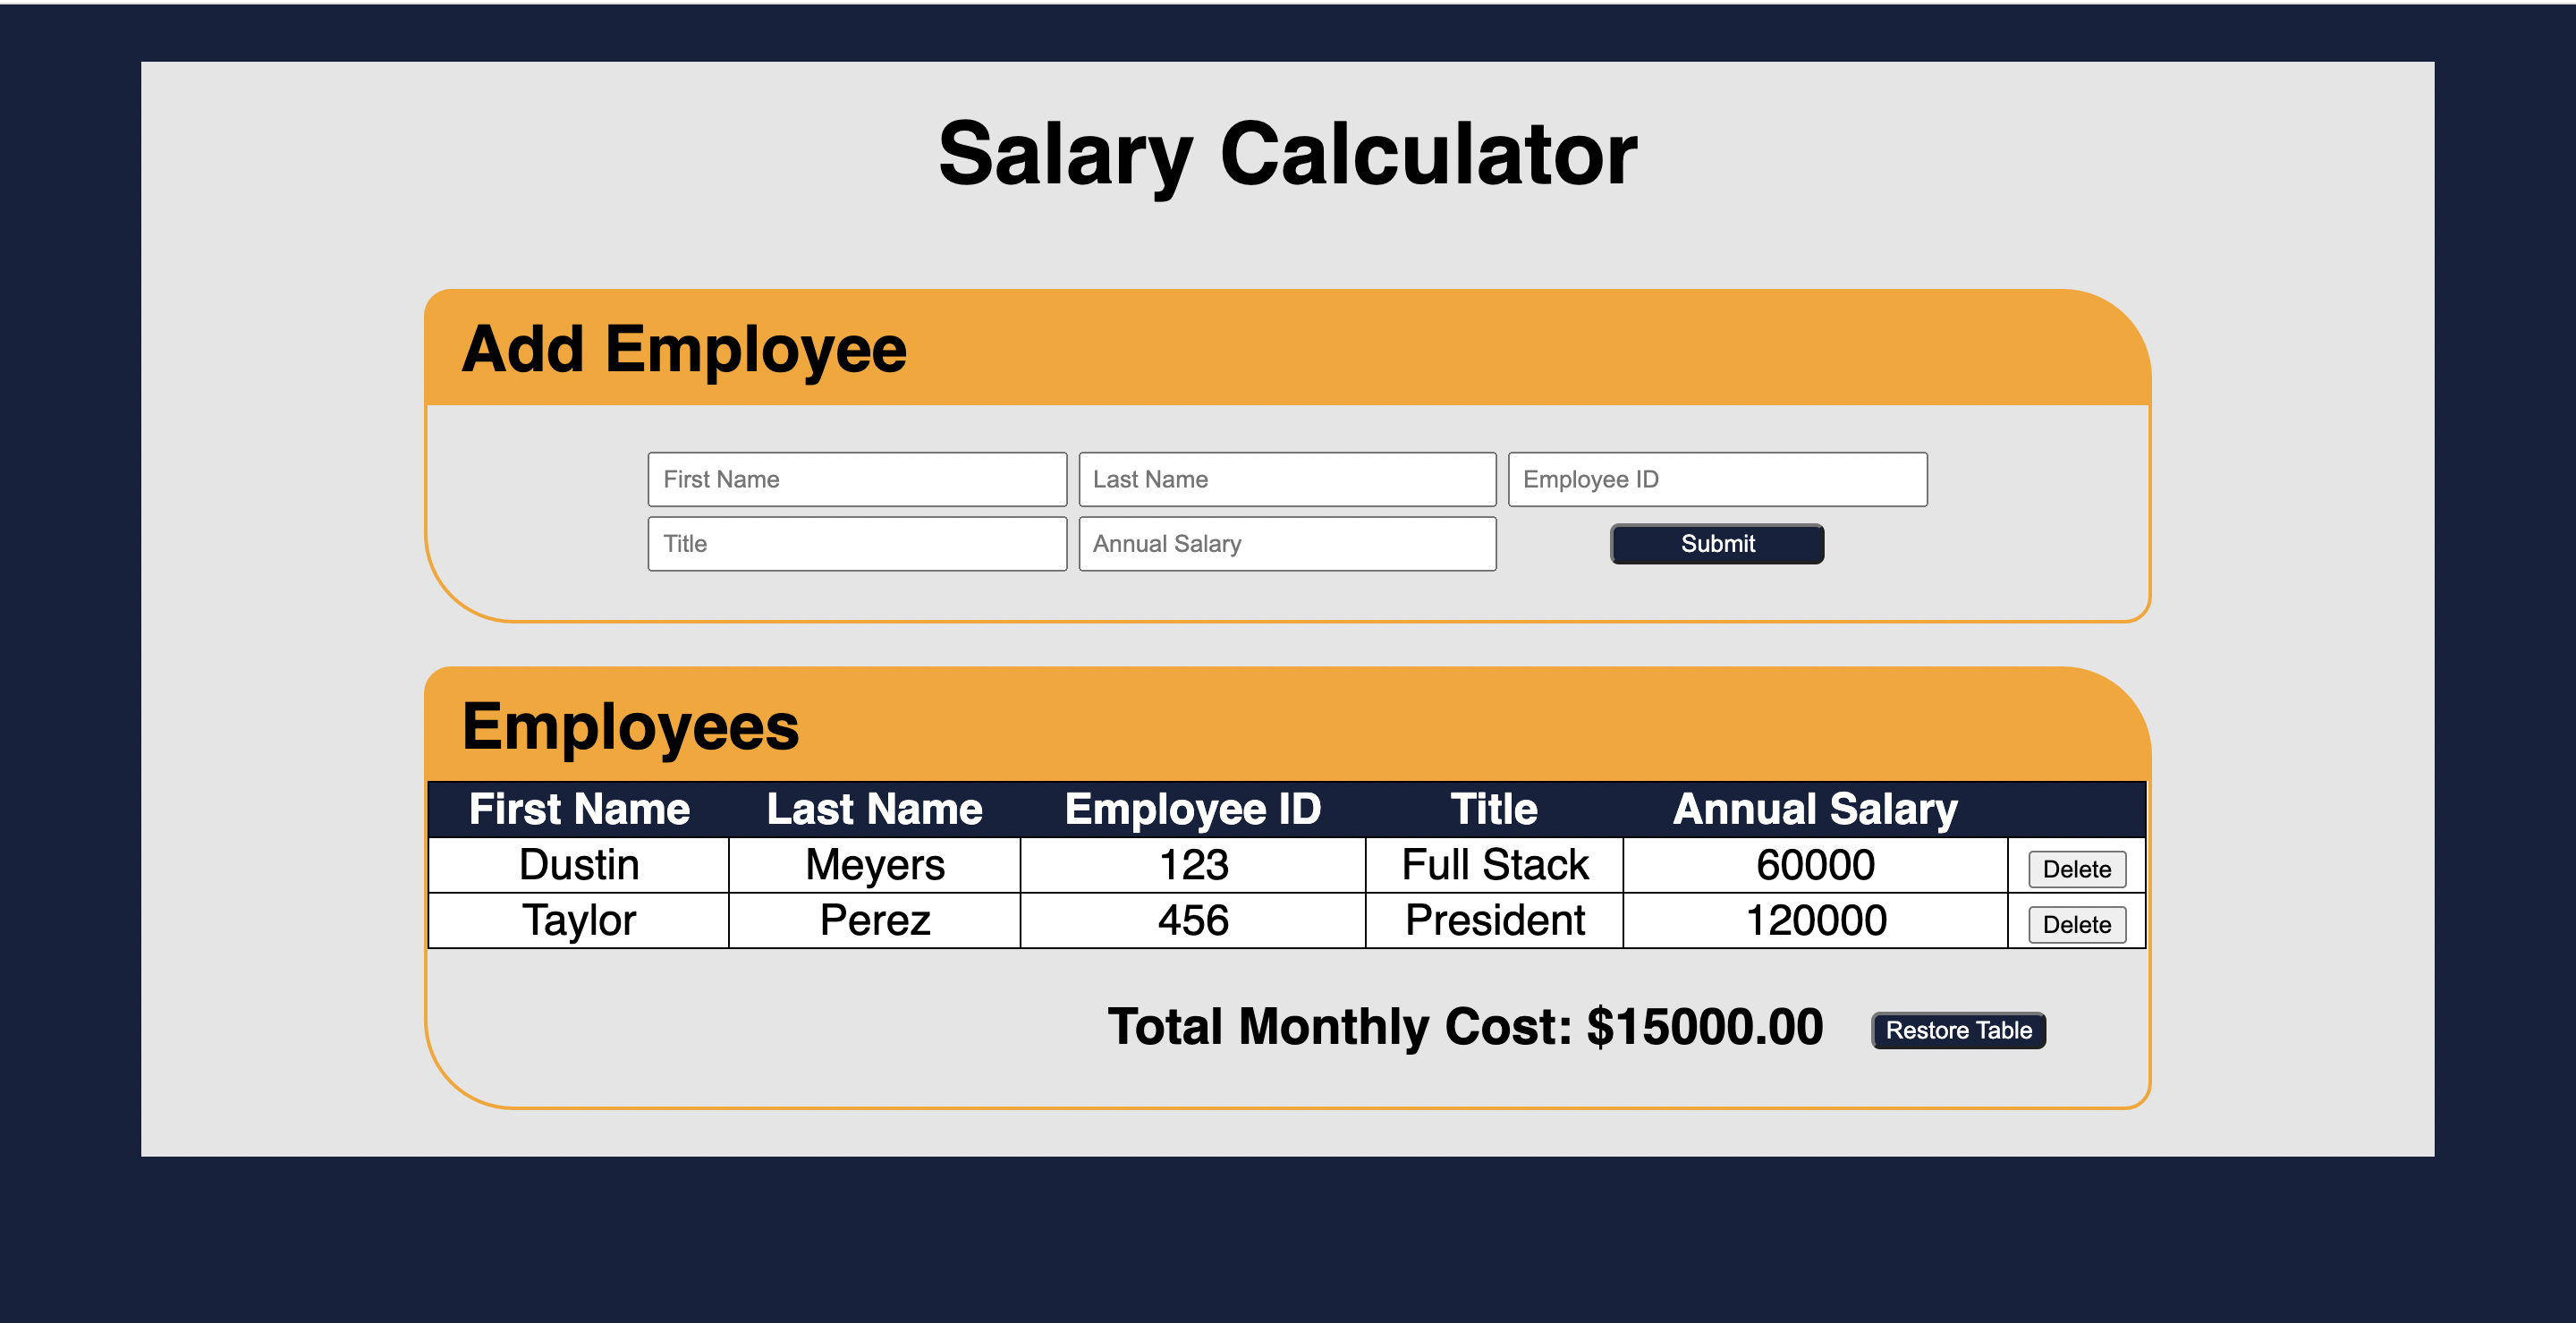 Salary Calculator
Add Employee
First Name Last Name Employee ID
Title Annual Salary Submit
Employees
First Name Last Name Employee ID Title Annual Salary
Dustin Meyers 123 Full Stack 60000 Delete
Taylor Perez 456 President 120000 Delete
Total Monthly Cost: $15000.00 Restore Table